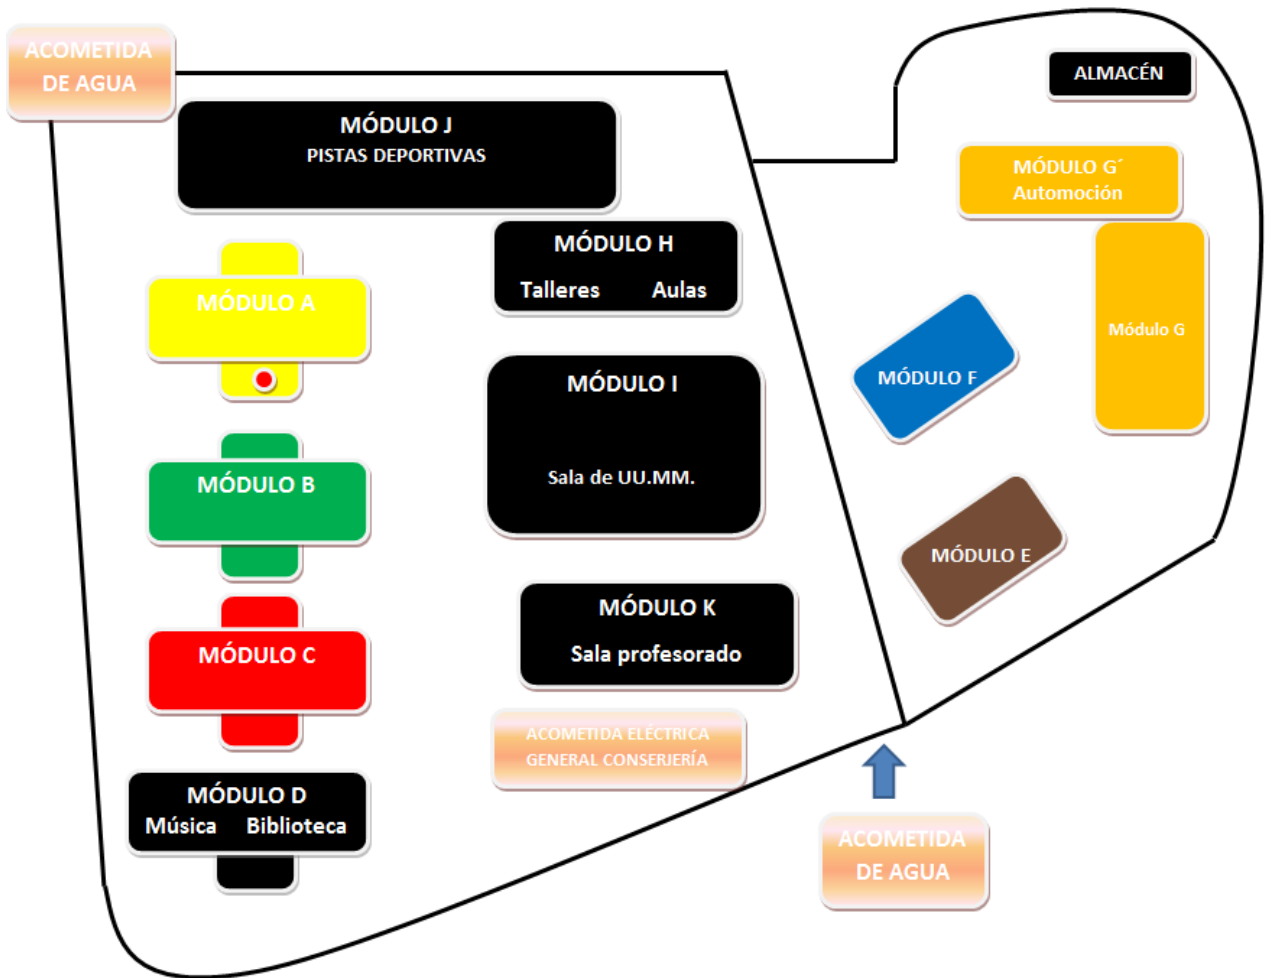 ACOMETIDA
DE AGUA
ALMACÉN
MÓDULO J
PISTAS DEPORTIVAS
MÓDULO G´
Automoción
MÓDULO H
Talleres Aulas
MÓDULO A
Módulo G
MÓDULO I
MÓDULO F
Sala de UU.MM.
MÓDULO B
MÓDULO E
MÓDULO K
Sala profesorado
MÓDULO C
ACOMETIDA ELÉCTRICA
GENERAL CONSERJERÍA
MÓDULO D
Música Biblioteca
ACOMETIDA
DE AGUA